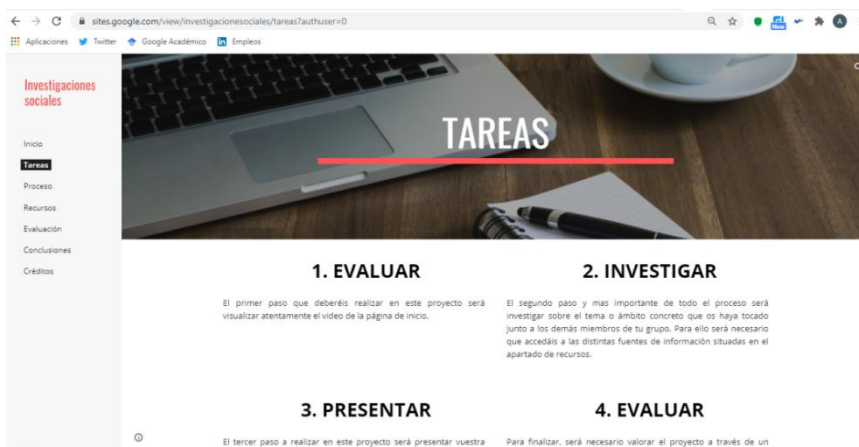 sites.google.com/view/investigacionesociales/tareas?authuser=0
Aplicaciones Twitter Google Académico Empleos
Investigaciones
sociales
Inicio
Tareas
Proceso
Recursos
Evaluación
Conclusiones
Créditos
TAREAS
1. EVALUAR
El primer paso que deberéis realizar en este proyecto será
visualizar atentamente el video de la página de inicio.
2. INVESTIGAR
El segundo paso y mas importante de todo el proceso será
investigar sobre el tema o ámbito concreto que os haya tocado
junto a los demás miembros de tu grupo. Para ello será necesario
que accedáis a las distintas fuentes de información situadas en el
apartado de recursos.
3. PRESENTAR
El tercer paso a realizar en este proyecto será presentar vuestra
4. EVALUAR
Para finalizar, será necesario valorar el proyecto a través de un